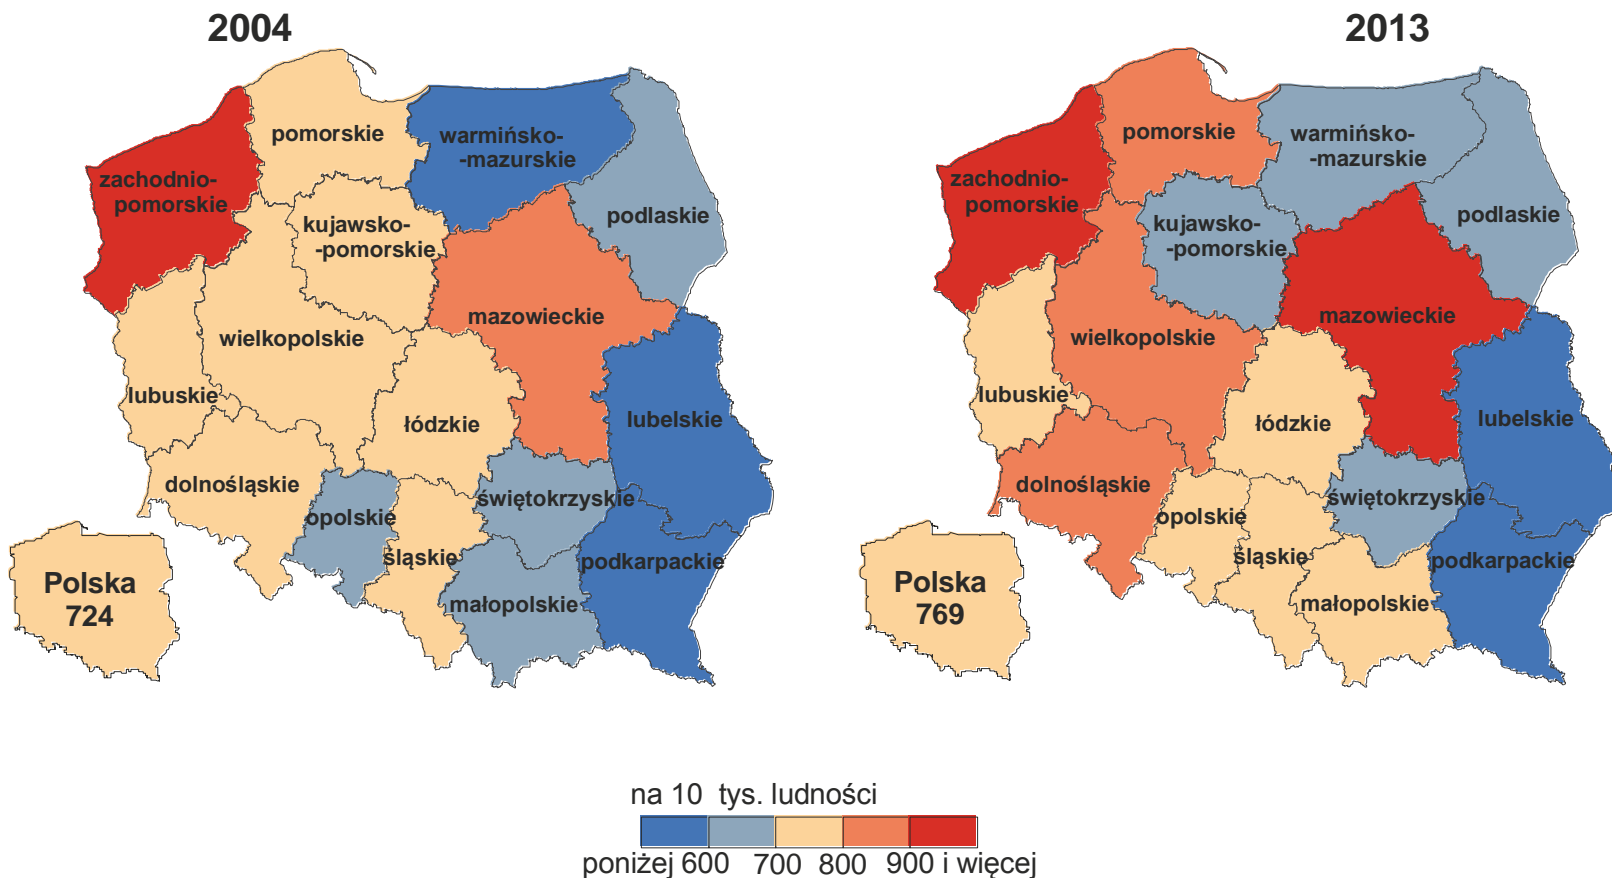 2004
pomorskie
warmińsko-
-mazurskie
zachodnio-
pomorskie
podlaskie
kujawsko-
-pomorskie
mazowieckie
wielkopolskie
lubuskie
łódzkie
lubelskie
dolnośląskie
świętokrzyskie
opolskie
śląskie
podkarpackie
małopolskie
Polska
724
2013
pomorskie
warmińsko-
-mazurskie
zachodnio-
pomorskie
podlaskie
kujawsko-
-pomorskie
mazowieckie
wielkopolskie
lubuskie
łódzkie
lubelskie
dolnośląskie
świętokrzyskie
opolskie
śląskie
podkarpackie
małopolskie
Polska
769
na 10 tys. ludności
poniżej 600 700 800 900 i więcej